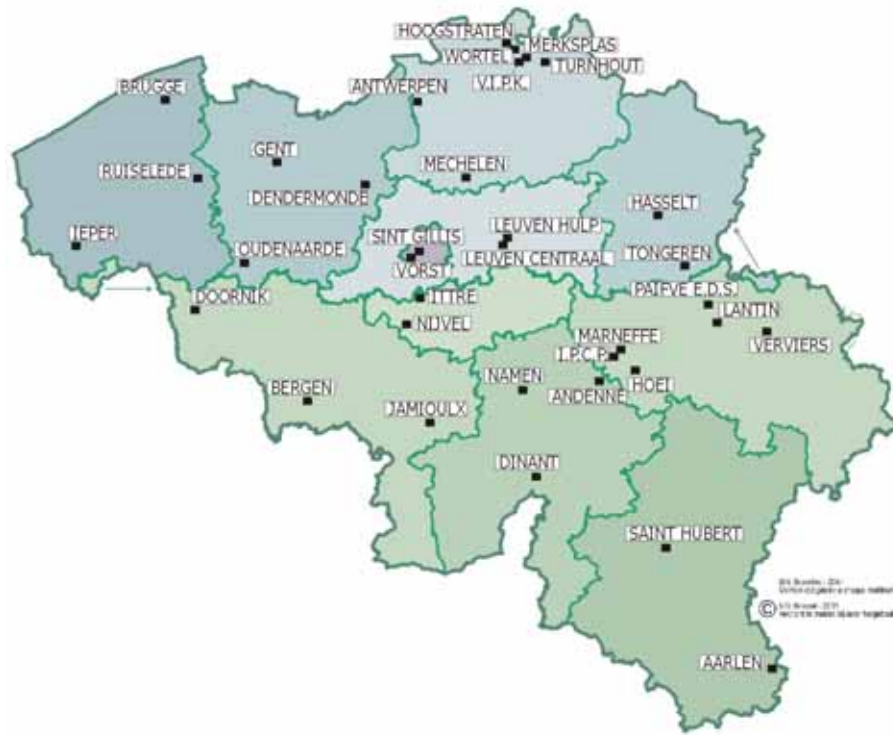 HOOGSTRATEN
MERKSPLAS
WORTEL
TURNHOUT
V.I.P.K.
BRUGGE
ANTWERPEN
GENT
MECHELEN
RUISELEDE
DENDERMONDE
HASSELT
IEPER
OUDENAARDE
SINT GILLIS
LEUVEN HULP
LEUVEN CENTRAAL
TONGEREN
VORST
PAIFVE E.D.S.
DOORNIK
ITTRE
LANTIN
NIJVEL
MARNEFFE
VERVIERS
I.P.C.P.
HOEI
BERGEN
NAMEN
ANDENNE
JAMIOULX
DINANT
SAINT HUBERT
©
AARLEN